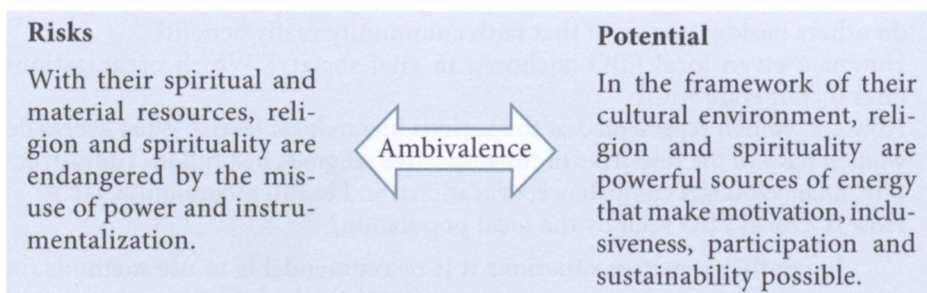 Risks
With their spiritual and
material resources, reli-
gion and spirituality are
endangered by the mis-
use of power and instru-
mentalization.
Ambivalence
Potential
In the framework of their
cultural environment, reli-
gion and spirituality are
powerful sources of energy
that make motivation, inclu-
siveness, participation and
sustainability possible.